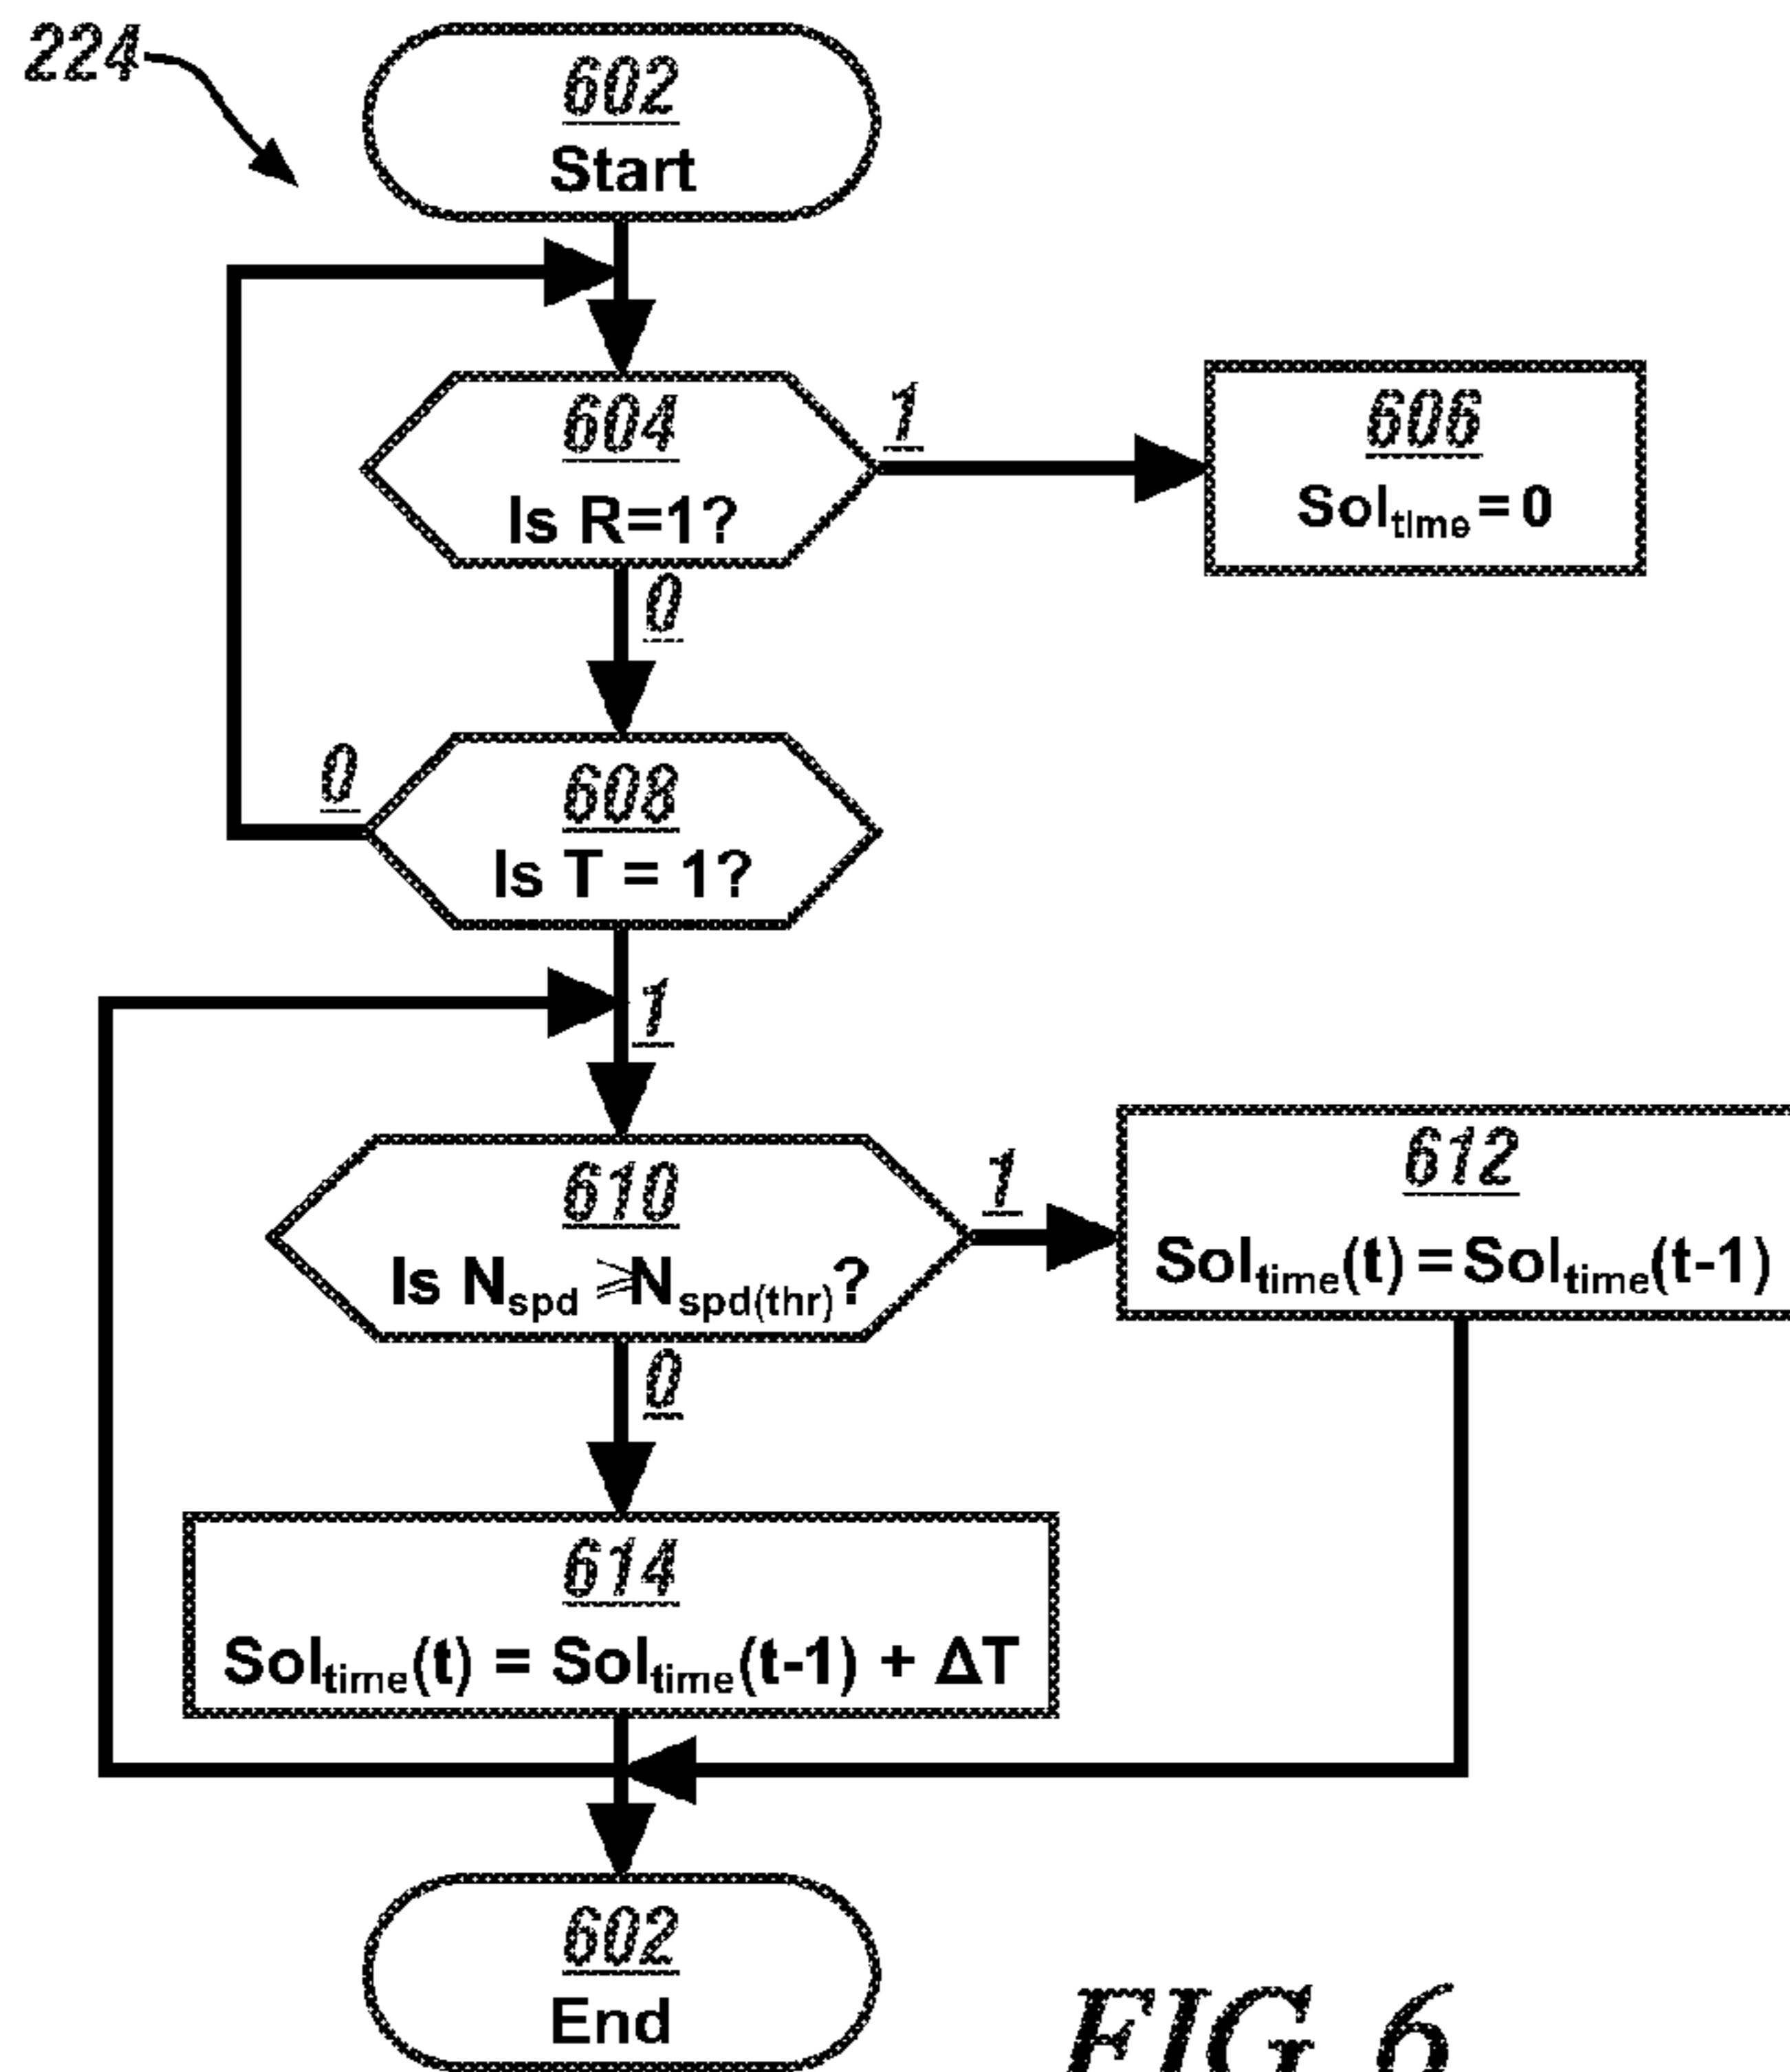 224
602
Start
604
1
Is R=1?
606
Sol_time = 0
0
0
608
Is T = 1?
1
610
1
Is N_spd ⩾ N_spd(thr)?
612
Sol_time(t) = Sol_time(t-1)
0
614
Sol_time(t) = Sol_time(t-1) + ΔT
602
End
FIG 6